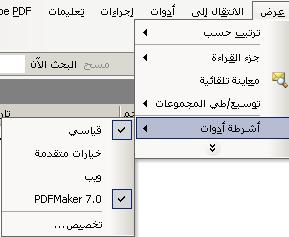 عرض الانتقال إلى أدوات إجراءات تعليمات be PDF
مسح البحث الآن
ترتيب حسب
جزء القراءة
معاينة تلقائية
توسيع/طي المجموعات
أشرطة أدوات
قياسي
خيارات متقدمة
ويب
PDFMaker 7.0
تخصيص...